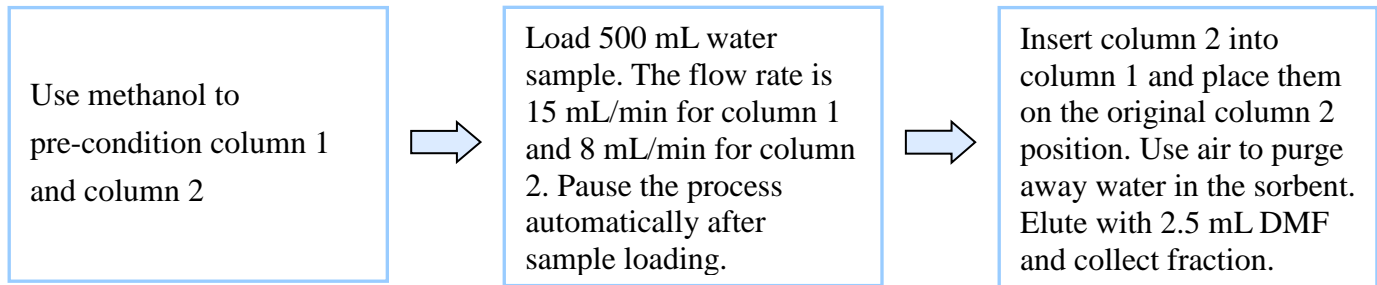 Use methanol to
pre-condition column 1
and column 2
Load 500 mL water
sample. The flow rate is
15 mL/min for column 1
and 8 mL/min for column
2. Pause the process
automatically after
sample loading.
Insert column 2 into
column 1 and place them
on the original column 2
position. Use air to purge
away water in the sorbent.
Elute with 2.5 mL DMF
and collect fraction.